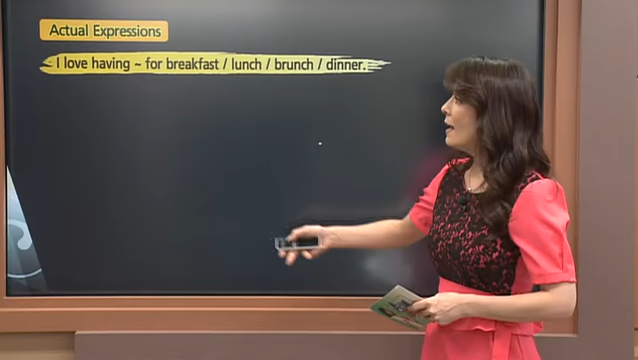 Actual Expressions
I love having ~ for breakfast / lunch / brunch / dinner.